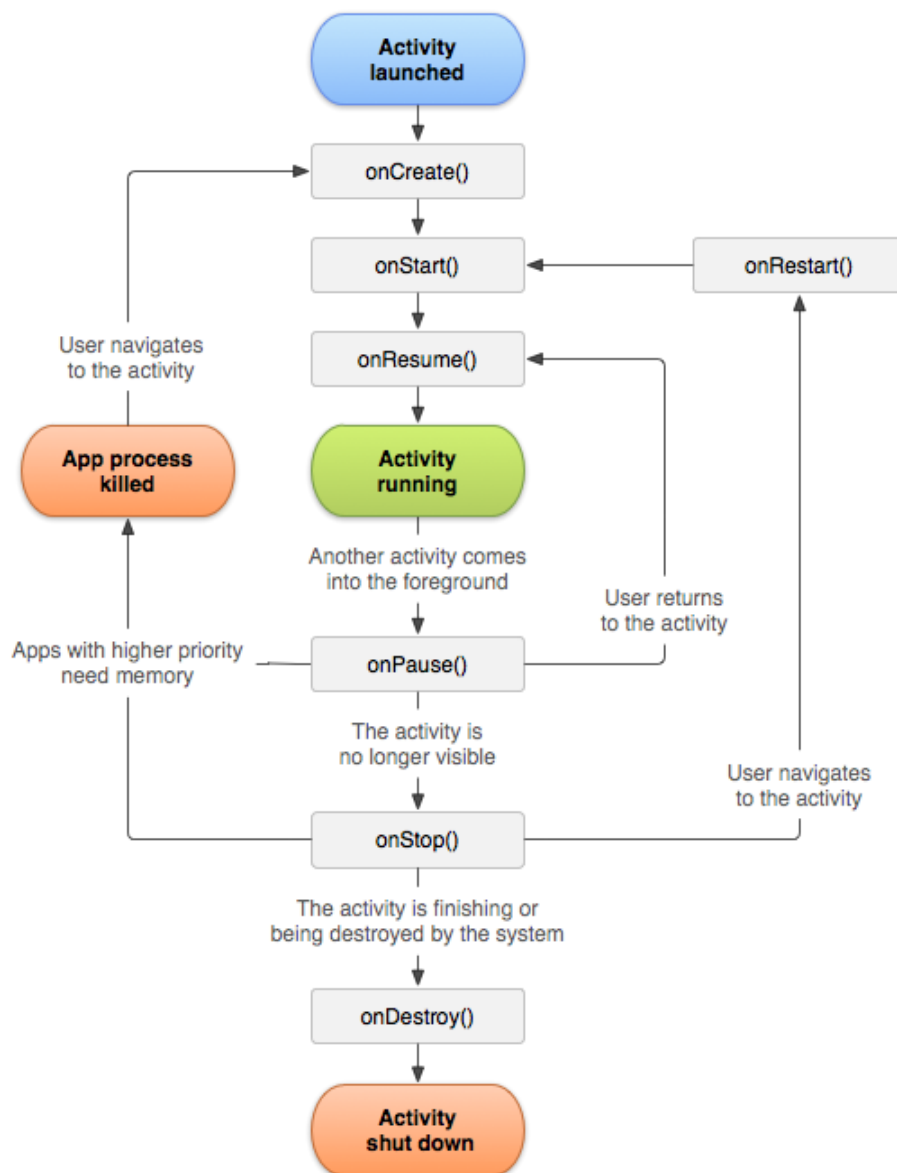 Activity
launched
onCreate()
onStart()
onRestart()
User navigates
to the activity
onResume()
App process
killed
Activity
running
Another activity comes
into the foreground
User returns
to the activity
Apps with higher priority
need memory
onPause()
The activity is
no longer visible
User navigates
to the activity
onStop()
The activity is finishing or
being destroyed by the system
onDestroy()
Activity
shut down